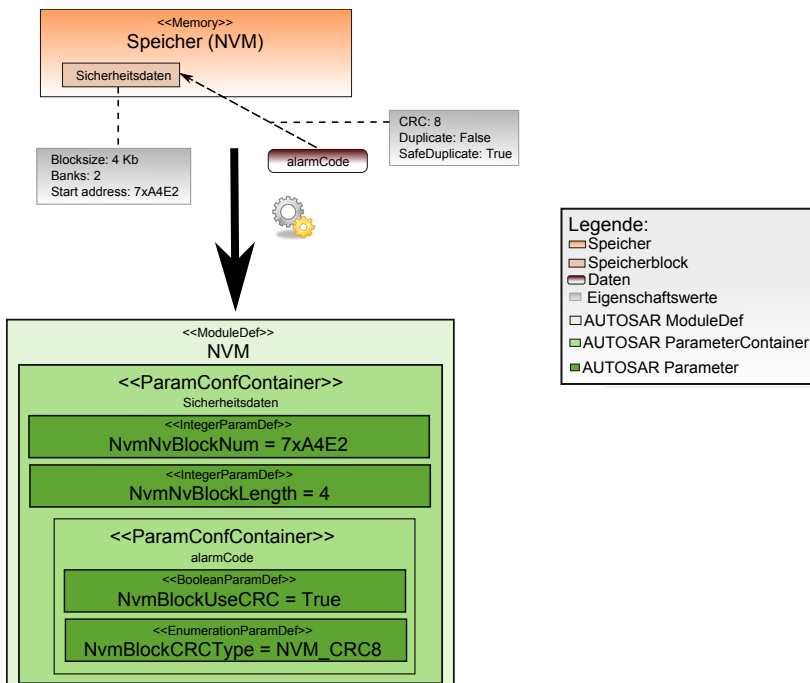 <<Memory>>
Speicher (NVM)
Sicherheitsdaten
CRC: 8
Duplicate: False
SafeDuplicate: True
Blocksize: 4 Kb
Banks: 2
Start address: 7xA4E2
alarmCode
Legende:
Speicher
Speicherblock
Daten
Eigenschaftswerte
AUTOSAR ModuleDef
AUTOSAR ParameterContainer
AUTOSAR Parameter
<<ModuleDef>>
NVM
<<ParamConfContainer>>
Sicherheitsdaten
<<IntegerParamDef>>
NvmNvBlockNum = 7xA4E2
<<IntegerParamDef>>
NvmNvBlockLength = 4
<<ParamConfContainer>>
alarmCode
<<BooleanParamDef>>
NvmBlockUseCRC = True
<<EnumerationParamDef>>
NvmBlockCRCType = NVM_CRC8